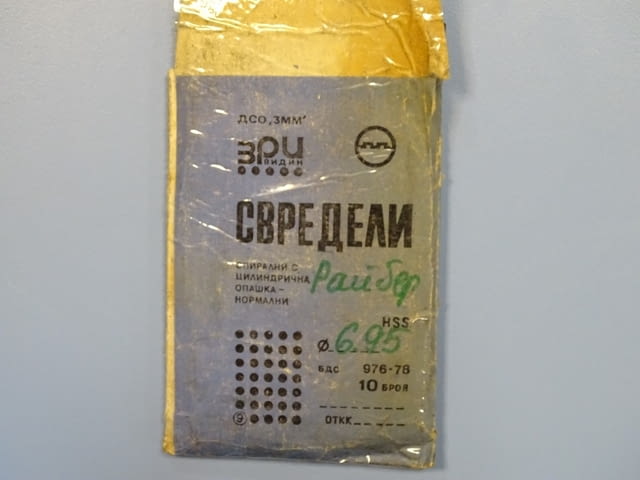 ДСО „ЗММ"
ЗРИ
ВИДИН
СВРЕДЕЛИ
СПИРАЛНИ С
ЦИЛИНДРИЧНА
ОПАШКА –
НОРМАЛНИ
Райбер
HSS
Ø 6.95
БДС 976-78
10 БРОЯ
ОТКК